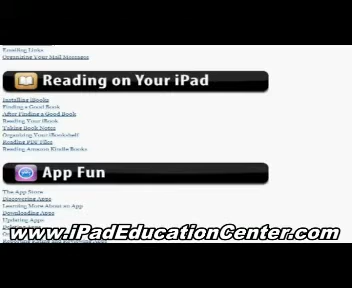 Emailing Links
Organizing Your Mail Messages
Reading on Your iPad
Installing iBooks
Finding a Good Book
After Finding a Good Book
Reading Your iBook
Taking Book Notes
Organizing Your iBookshelf
Reading PDF Files
Reading Amazon Kindle Books
App Fun
The App Store
Discovering Apps
Learning More About an App
Downloading Apps
Updating Apps
www.iPadEducationCenter.com